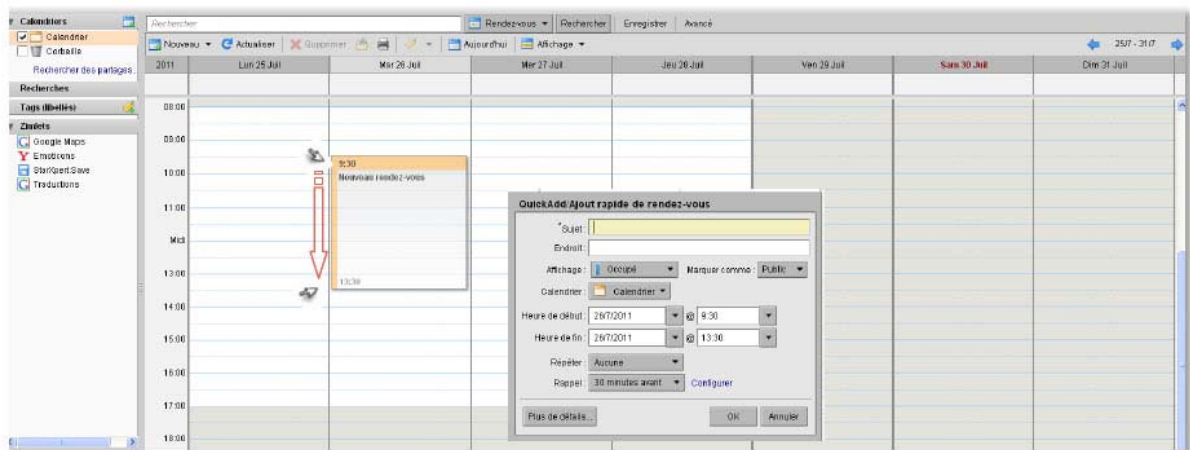 Calendriers
Calendrier
Corbeille
Rechercher des partages
Recherches
Tags (libellés)
Zimlets
Google Maps
Emoticons
StarXpert Save
Traductions
Rechercher
Rendez-vous
Rechercher
Enregistrer
Avancé
Nouveau
Actualiser
Supprimer
Aujourd'hui
Affichage
25/7 - 31/7
2011
Lun 25 Juil
Mar 26 Juil
Mer 27 Juil
Jeu 28 Juil
Ven 29 Juil
Sam 30 Juil
Dim 31 Juil
08:00
09:00
10:00
11:00
Midi
13:00
14:00
15:00
16:00
17:00
18:00
9:30
Nouveau rendez-vous
13:30
QuickAdd/Ajout rapide de rendez-vous
*Sujet:
Endroit:
Affichage: Occupé Marquer comme: Public
Calendrier: Calendrier
Heure de début: 26/7/2011 @ 9:30
Heure de fin: 26/7/2011 @ 13:30
Répéter: Aucune
Rappel: 30 minutes avant Configurer
Plus de détails... OK Annuler